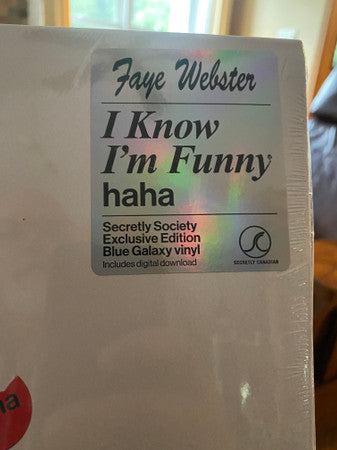 Faye Webster
I Know
I'm Funny
haha
Secretly Society
Exclusive Edition
Blue Galaxy vinyl
Includes digital download
SECRETLY CANADIAN